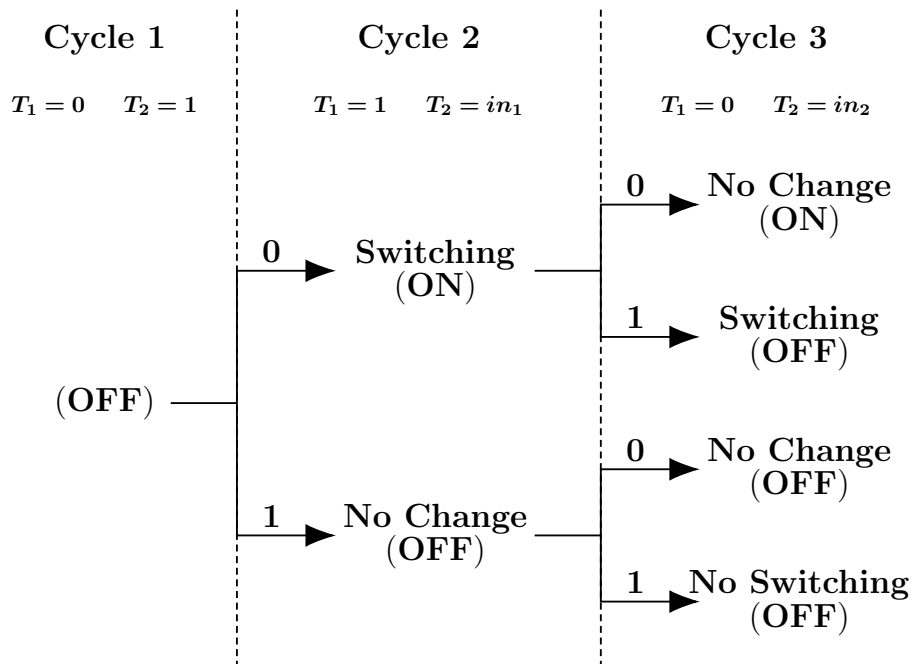 Cycle 1
Cycle 2
Cycle 3
T₁ = 0 T₂ = 1
T₁ = 1 T₂ = in₁
T₁ = 0 T₂ = in₂
0
No Change
(ON)
0
Switching
(ON)
1
Switching
(OFF)
(OFF)
0
No Change
(OFF)
1
No Change
(OFF)
1
No Switching
(OFF)